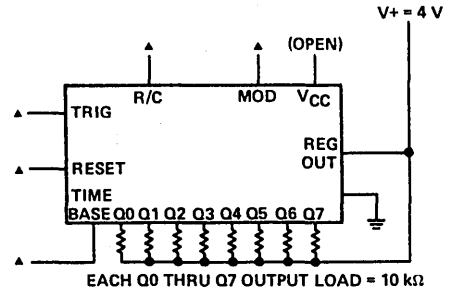 V+ = 4 V
(OPEN)
R/C MOD VCC
TRIG
REG
OUT
RESET
TIME
BASE Q0 Q1 Q2 Q3 Q4 Q5 Q6 Q7
EACH Q0 THRU Q7 OUTPUT LOAD = 10 kΩ